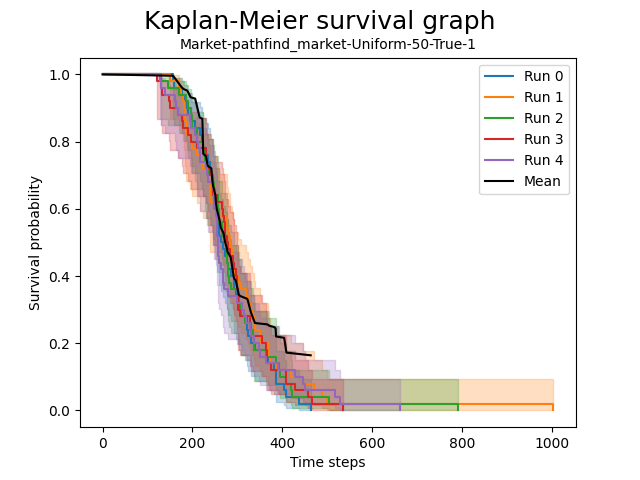 Kaplan-Meier survival graph
Market-pathfind_market-Uniform-50-True-1
Survival probability
1.0
0.8
0.6
0.4
0.2
0.0
Run 0
Run 1
Run 2
Run 3
Run 4
Mean
0 200 400 600 800 1000
Time steps